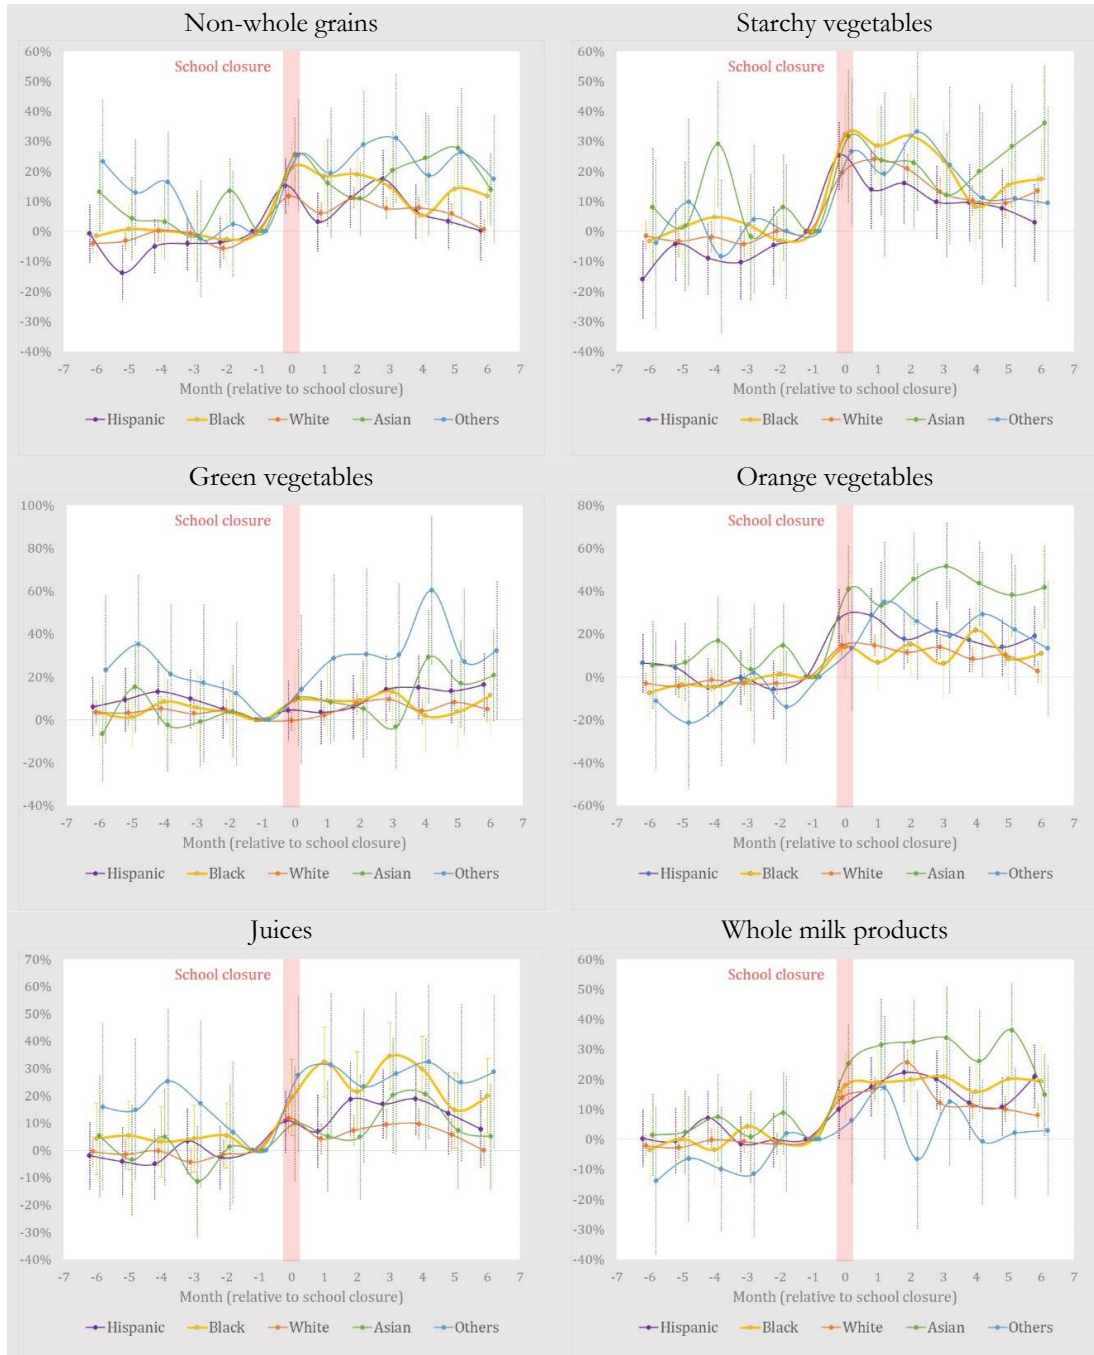 Non-whole grains
60%
50%
40%
30%
20%
10%
0%
-10%
-20%
-30%
-40%
School closure
-7 -6 -5 -4 -3 -2 -1 0 1 2 3 4 5 6 7
Month (relative to school closure)
Hispanic Black White Asian Others
Starchy vegetables
60%
50%
40%
30%
20%
10%
0%
-10%
-20%
-30%
-40%
School closure
-7 -6 -5 -4 -3 -2 -1 0 1 2 3 4 5 6 7
Month (relative to school closure)
Hispanic Black White Asian Others
Green vegetables
100%
80%
60%
40%
20%
0%
-20%
-40%
School closure
-7 -6 -5 -4 -3 -2 -1 0 1 2 3 4 5 6 7
Month (relative to school closure)
Hispanic Black White Asian Others
Orange vegetables
80%
60%
40%
20%
0%
-20%
-40%
-60%
School closure
-7 -6 -5 -4 -3 -2 -1 0 1 2 3 4 5 6 7
Month (relative to school closure)
Hispanic Black White Asian Others
Juices
70%
60%
50%
40%
30%
20%
10%
0%
-10%
-20%
-30%
-40%
School closure
-7 -6 -5 -4 -3 -2 -1 0 1 2 3 4 5 6 7
Month (relative to school closure)
Hispanic Black White Asian Others
Whole milk products
60%
50%
40%
30%
20%
10%
0%
-10%
-20%
-30%
-40%
School closure
-7 -6 -5 -4 -3 -2 -1 0 1 2 3 4 5 6 7
Month (relative to school closure)
Hispanic Black White Asian Others